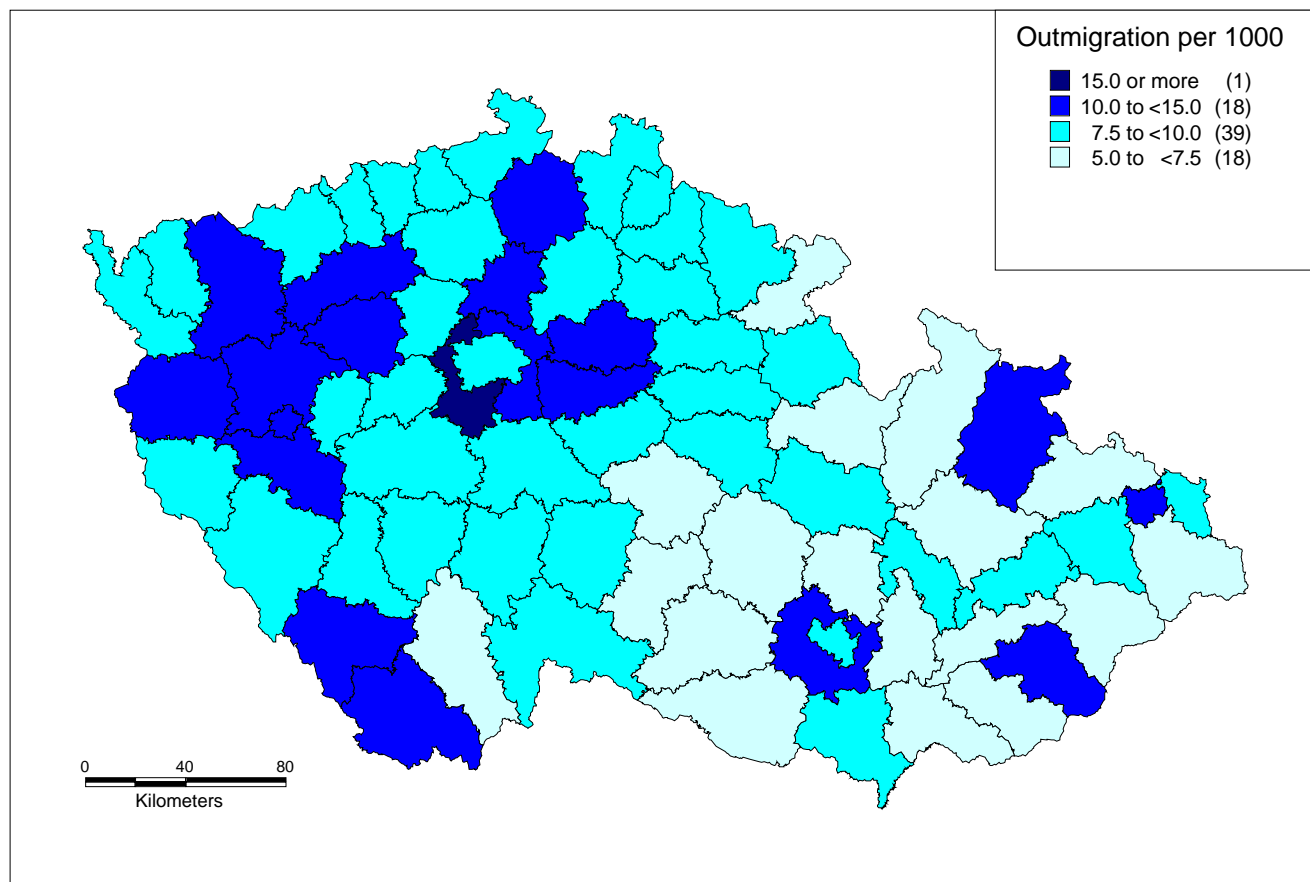 Outmigration per 1000
15.0 or more (1)
10.0 to <15.0 (18)
7.5 to <10.0 (39)
5.0 to <7.5 (18)
0 40 80
Kilometers